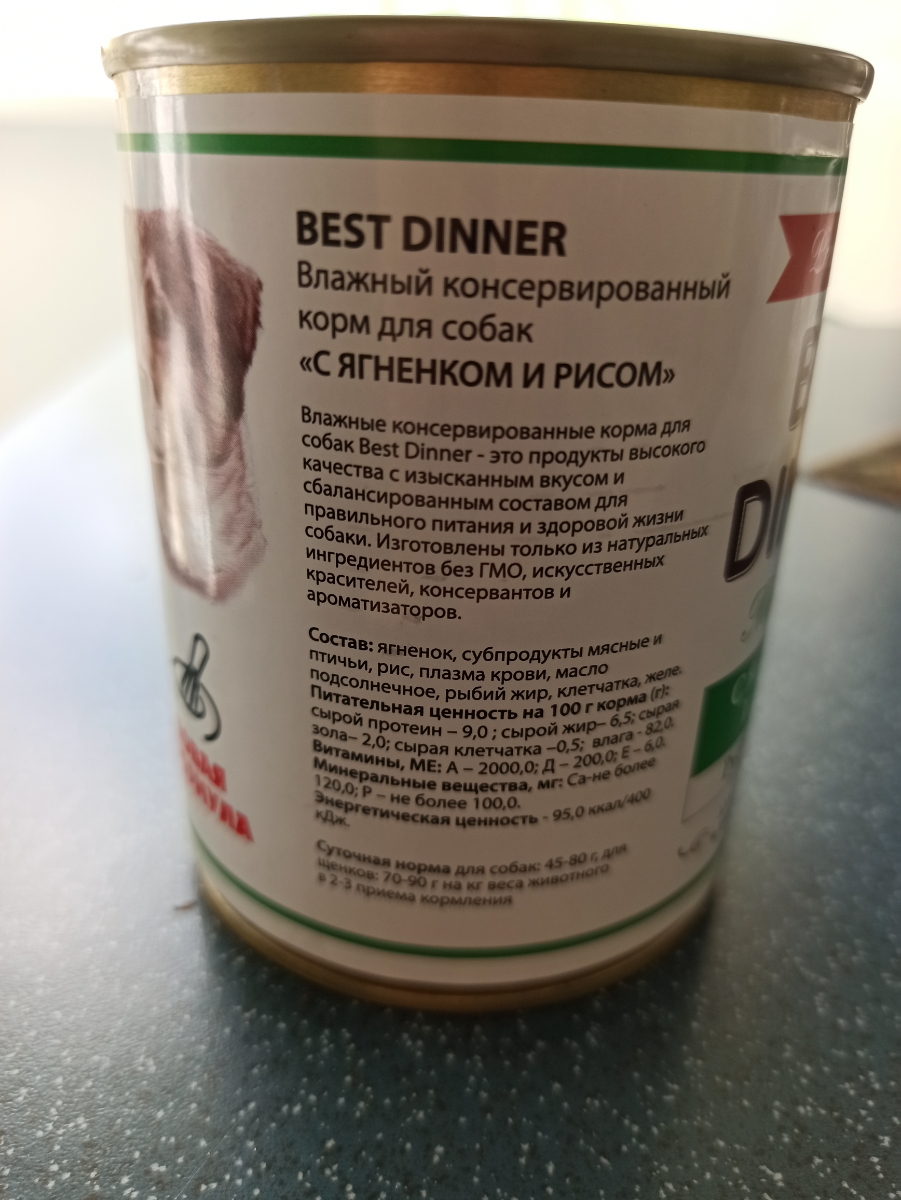 BEST DINNER
Влажный консервированный
корм для собак
«С ЯГНЕНКОМ И РИСОМ»
Влажные консервированные корма для
собак Best Dinner - это продукты высокого
качества с изысканным вкусом и
сбалансированным составом для
правильного питания и здоровой жизни
собаки. Изготовлены только из натуральных
ингредиентов без ГМО, искусственных
красителей, консервантов и
ароматизаторов.
Состав: ягненок, субпродукты мясные и
птичьи, рис, плазма крови, масло
подсолнечное, рыбий жир, клетчатка, желе.
Питательная ценность на 100 г корма (г):
сырой протеин – 9,0 ; сырой жир– 6,5; сырая
зола– 2,0; сырая клетчатка –0,5; влага - 82,0.
Витамины, МЕ: А – 2000,0; Д – 200,0; Е – 6,0.
Минеральные вещества, мг: Са-не более
120,0; Р – не более 100,0.
Энергетическая ценность - 95,0 ккал/400
кДж.
Суточная норма для собак: 45-80 г, для
щенков: 70-90 г на кг веса животного
в 2-3 приема кормления